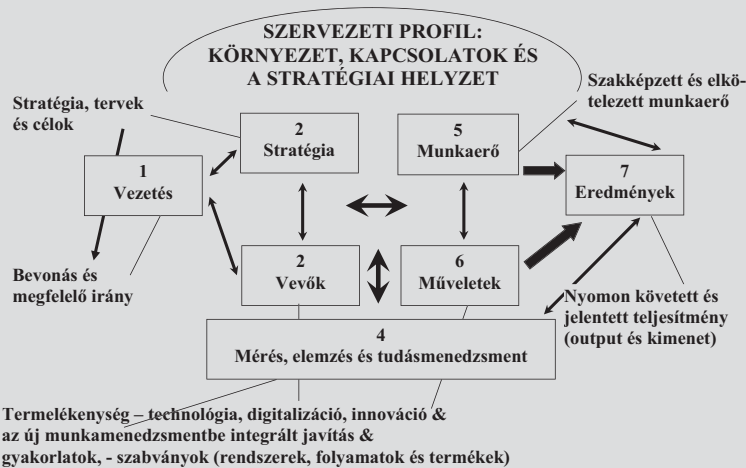 SZERVEZETI PROFIL:
KÖRNYEZET, KAPCSOLATOK ÉS
A STRATÉGIAI HELYZET
Stratégia, tervek
és célok
Szakképzett és elkö-
telezett munkaerő
2
Stratégia
5
Munkaerő
1
Vezetés
7
Eredmények
Bevonás és
megfelelő irány
2
Vevők
6
Műveletek
Nyomon követett és
jelentett teljesítmény
(output és kimenet)
4
Mérés, elemzés és tudásmenedzsment
Termelékenység – technológia, digitalizáció, innováció &
az új munkamenedzsmentbe integrált javítás &
gyakorlatok, - szabványok (rendszerek, folyamatok és termékek)